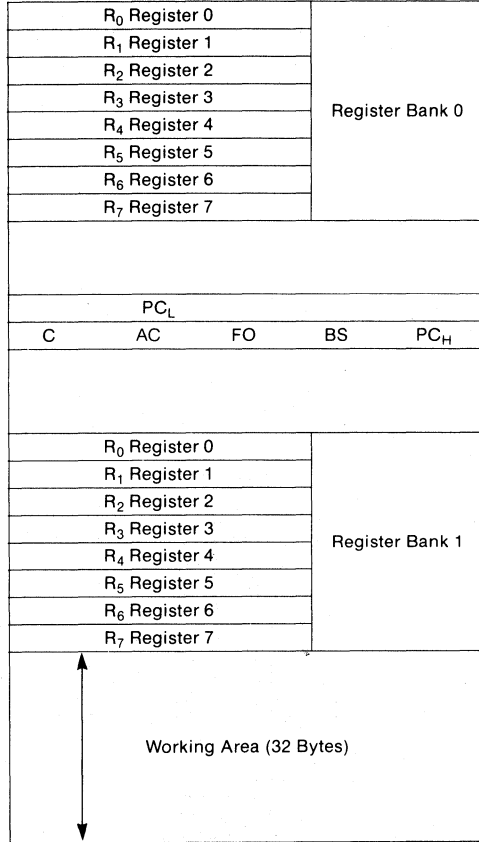 R₀ Register 0
R₁ Register 1
R₂ Register 2
R₃ Register 3
R₄ Register 4
R₅ Register 5
R₆ Register 6
R₇ Register 7
Register Bank 0
PC_L
C AC FO BS PC_H
R₀ Register 0
R₁ Register 1
R₂ Register 2
R₃ Register 3
R₄ Register 4
R₅ Register 5
R₆ Register 6
R₇ Register 7
Register Bank 1
Working Area (32 Bytes)